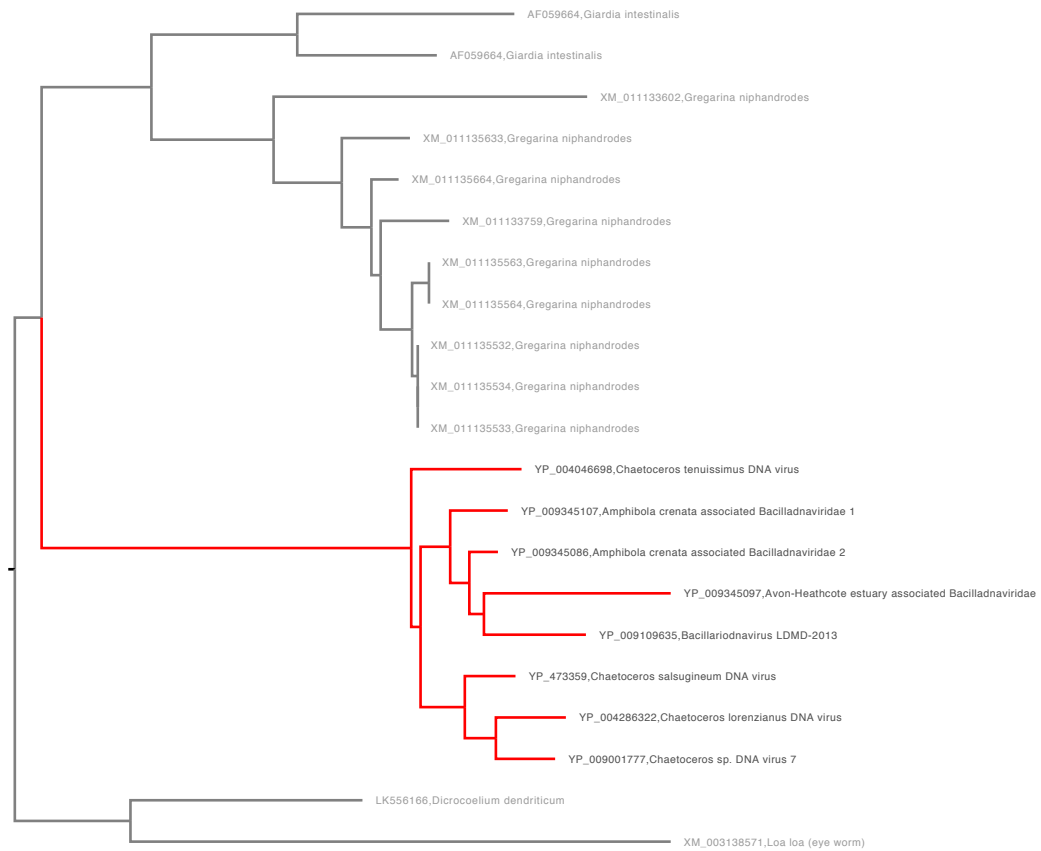 AF059664,Giardia intestinalis
AF059664,Giardia intestinalis
XM_011133602,Gregarina niphandrodes
XM_011135633,Gregarina niphandrodes
XM_011135664,Gregarina niphandrodes
XM_011133759,Gregarina niphandrodes
XM_011135563,Gregarina niphandrodes
XM_011135564,Gregarina niphandrodes
XM_011135532,Gregarina niphandrodes
XM_011135534,Gregarina niphandrodes
XM_011135533,Gregarina niphandrodes
YP_004046698,Chaetoceros tenuissimus DNA virus
YP_009345107,Amphibola crenata associated Bacilladnaviridae 1
YP_009345086,Amphibola crenata associated Bacilladnaviridae 2
YP_009345097,Avon-Heathcote estuary associated Bacilladnaviridae
YP_009109635,Bacillariodnavirus LDMD-2013
YP_473359,Chaetoceros salsugineum DNA virus
YP_004286322,Chaetoceros lorenzianus DNA virus
YP_009001777,Chaetoceros sp. DNA virus 7
LK556166,Dicrocoelium dendriticum
XM_003138571,Loa loa (eye worm)